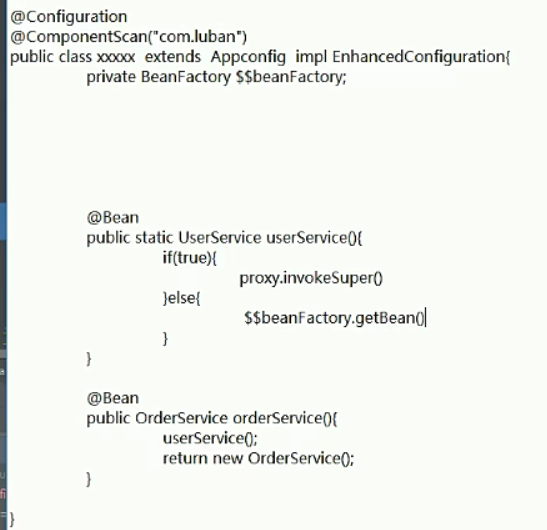 @Configuration
@ComponentScan("com.luban")
public class xxxxx extends Appconfig impl EnhancedConfiguration{
private BeanFactory $$beanFactory;
@Bean
public static UserService userService(){
if(true){
proxy.invokeSuper()
}else{
$$beanFactory.getBean()
}
}
@Bean
public OrderService orderService(){
userService();
return new OrderService();
}
}